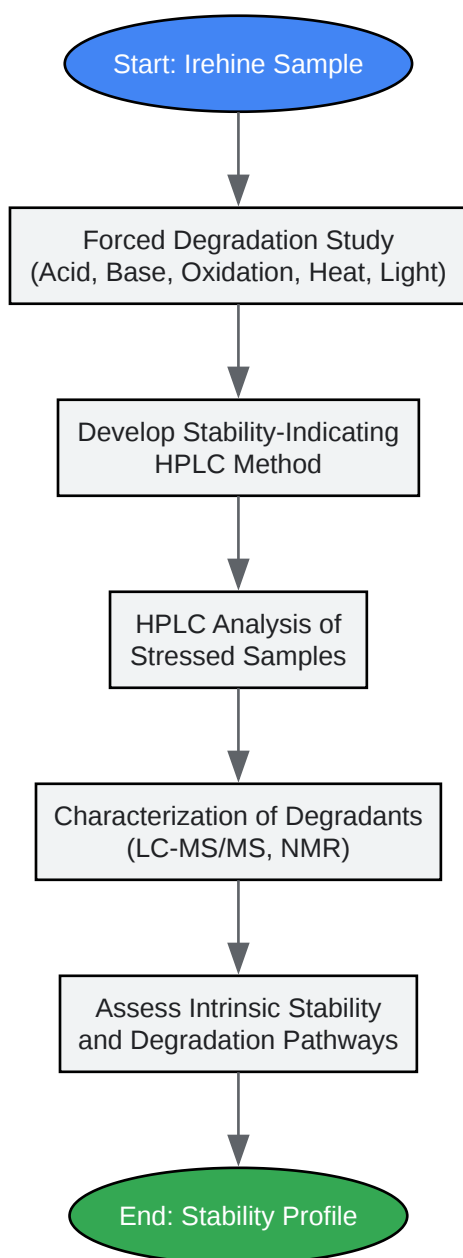 Start: Irehine Sample
Forced Degradation Study
(Acid, Base, Oxidation, Heat, Light)
Develop Stability-Indicating
HPLC Method
HPLC Analysis of
Stressed Samples
Characterization of Degradants
(LC-MS/MS, NMR)
Assess Intrinsic Stability
and Degradation Pathways
End: Stability Profile